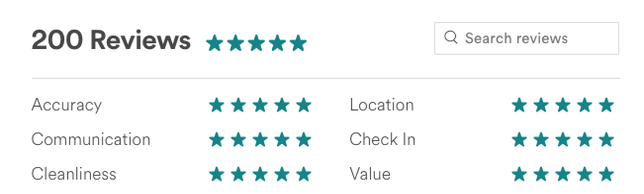 200 Reviews
Search reviews
Accuracy
Location
Communication
Check In
Cleanliness
Value